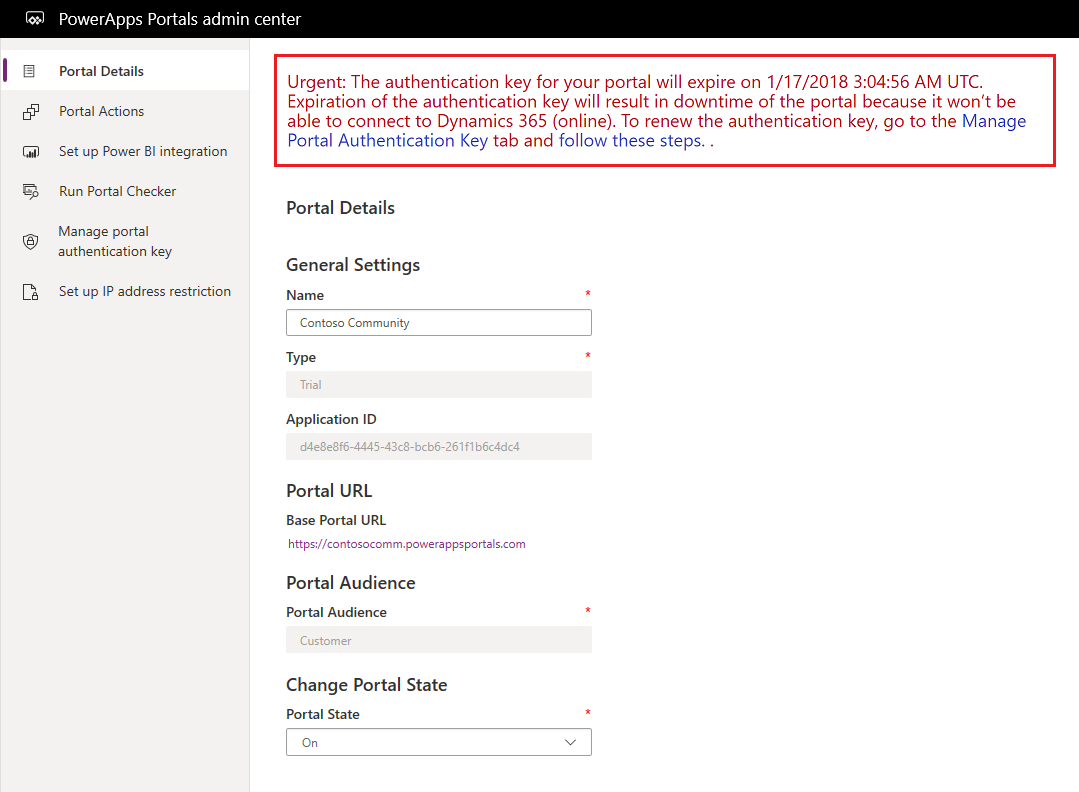 PowerApps Portals admin center
Portal Details
Portal Actions
Set up Power BI integration
Run Portal Checker
Manage portal
authentication key
Set up IP address restriction
Urgent: The authentication key for your portal will expire on 1/17/2018 3:04:56 AM UTC.
Expiration of the authentication key will result in downtime of the portal because it won't be
able to connect to Dynamics 365 (online). To renew the authentication key, go to the Manage
Portal Authentication Key tab and follow these steps. .
Portal Details
General Settings
Name *
Contoso Community
Type *
Trial
Application ID
d4e8e8f6-4445-43c8-bcb6-261f1b6c4dc4
Portal URL
Base Portal URL
https://contosocomm.powerappsportals.com
Portal Audience
Portal Audience *
Customer
Change Portal State
Portal State *
On